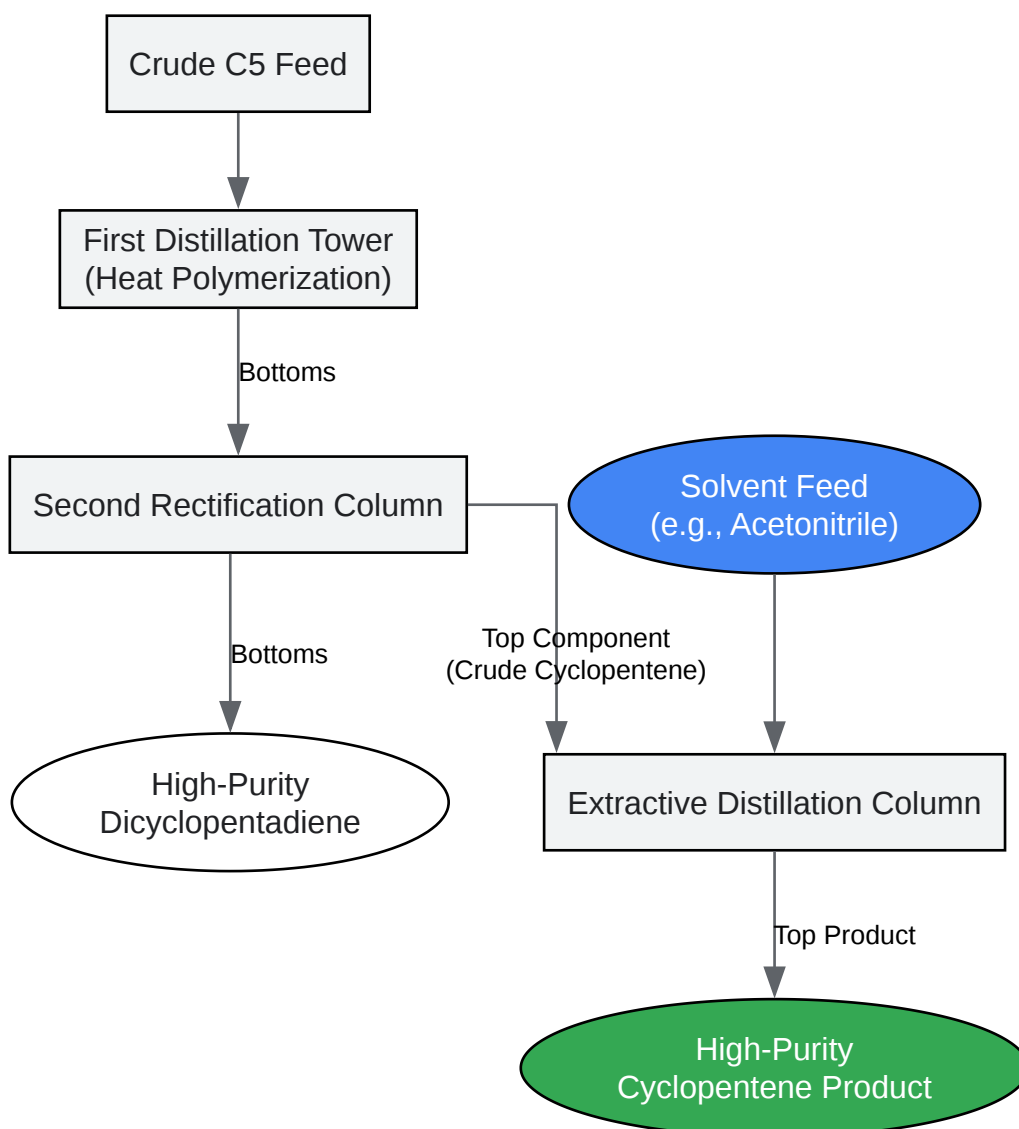 Crude C5 Feed
First Distillation Tower
(Heat Polymerization)
Bottoms
Second Rectification Column
Solvent Feed
(e.g., Acetonitrile)
Bottoms
Top Component
(Crude Cyclopentene)
High-Purity
Dicyclopentadiene
Extractive Distillation Column
Top Product
High-Purity
Cyclopentene Product